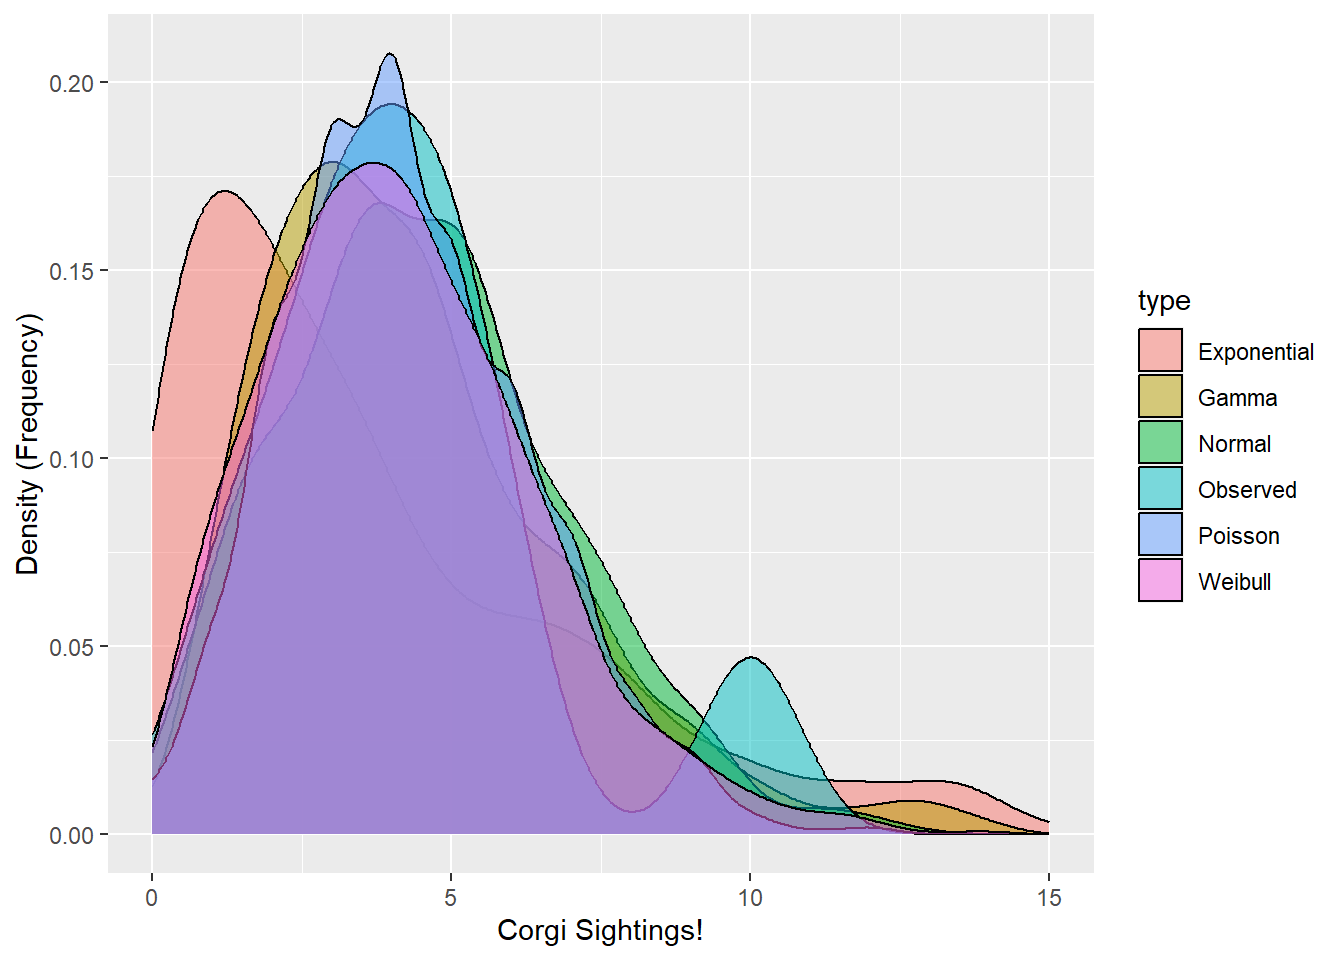 0.20
0.15
0.10
0.05
0.00
Density (Frequency)
0
5
10
15
Corgi Sightings!
type
Exponential
Gamma
Normal
Observed
Poisson
Weibull